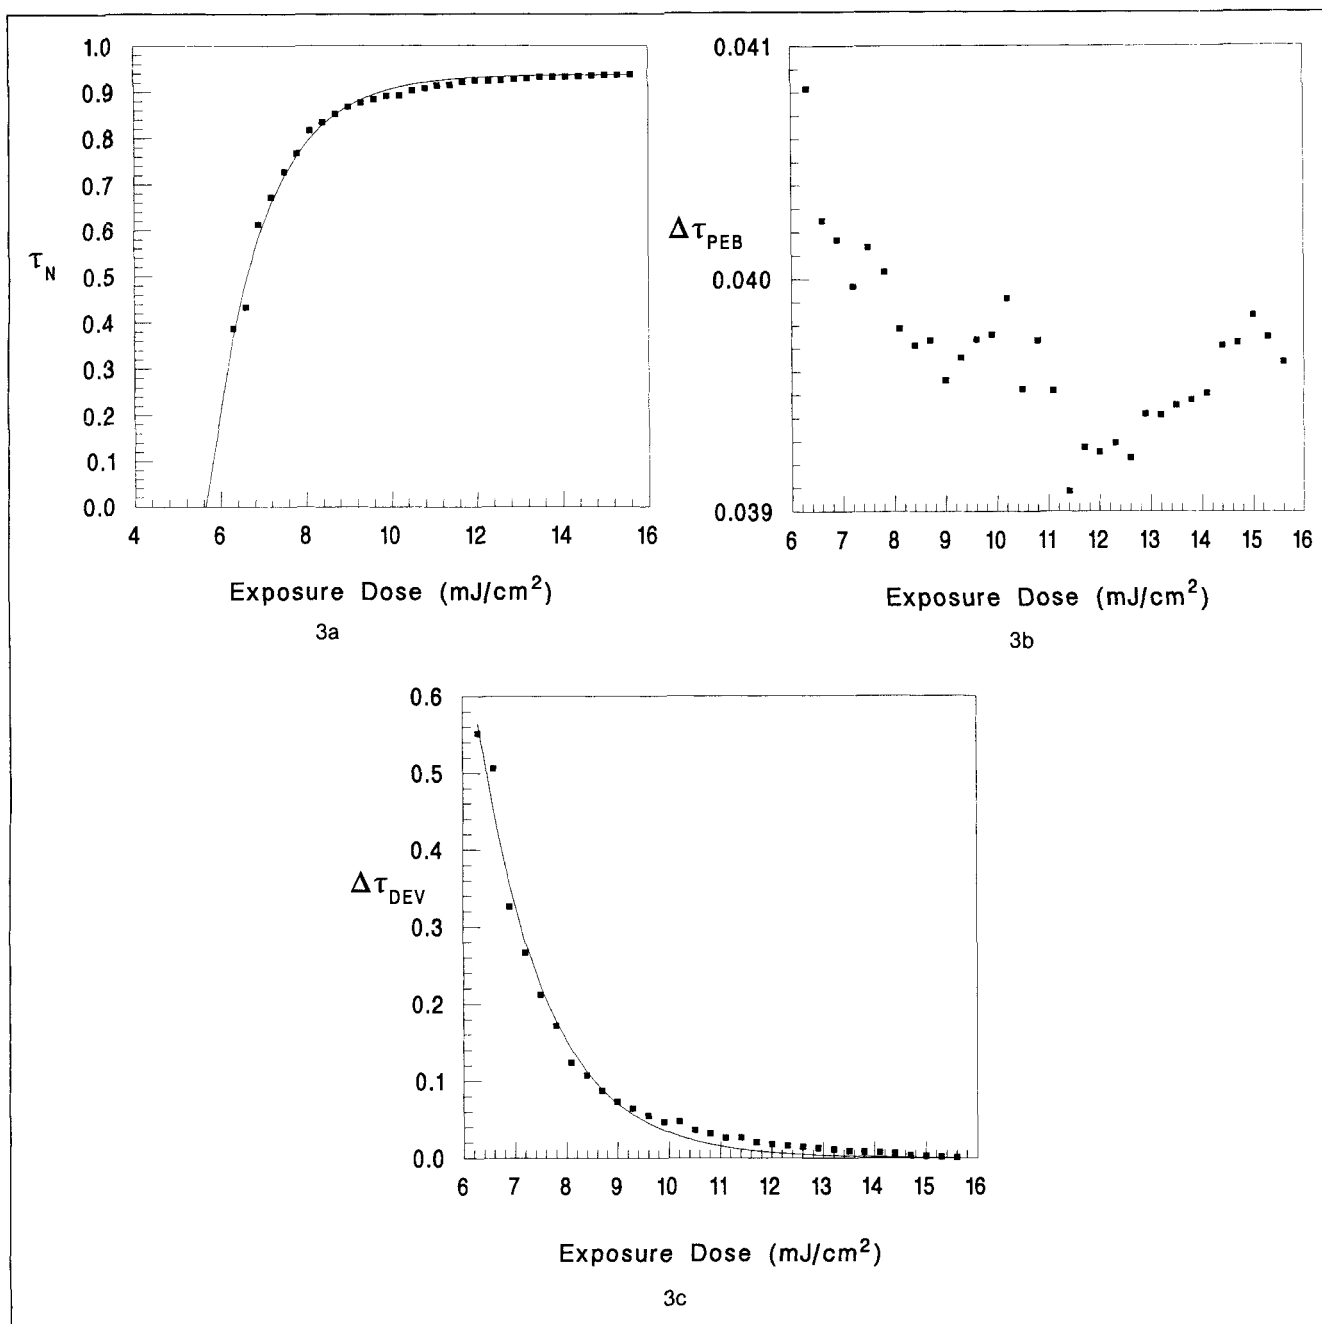 1.0
0.9
0.8
0.7
0.6
τN
0.5
0.4
0.3
0.2
0.1
0.0
4 6 8 10 12 14 16
Exposure Dose (mJ/cm²)
3a
0.041
ΔτPEB
0.040
0.039
6 7 8 9 10 11 12 13 14 15 16
Exposure Dose (mJ/cm²)
3b
0.6
0.5
0.4
ΔτDEV
0.3
0.2
0.1
0.0
6 7 8 9 10 11 12 13 14 15 16
Exposure Dose (mJ/cm²)
3c